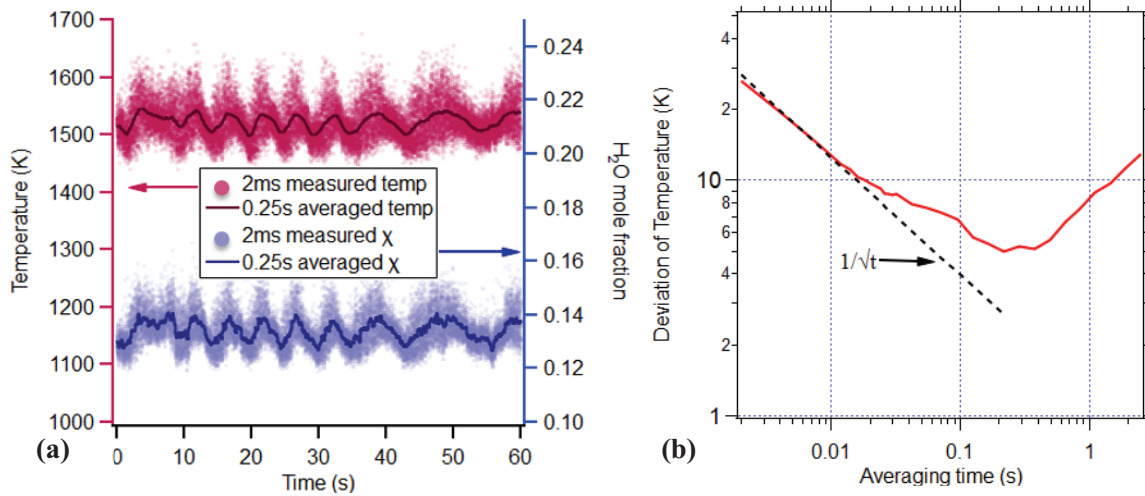 1700
1600
1500
1400
1300
1200
1100
1000
Temperature (K)
0.24
0.22
0.20
0.18
0.16
0.14
0.12
0.10
H₂O mole fraction
2ms measured temp
0.25s averaged temp
2ms measured χ
0.25s averaged χ
0 10 20 30 40 50 60
Time (s)
(a)
4
2
10
8
6
4
2
1
Deviation of Temperature (K)
1/√t
0.01 0.1 1
Averaging time (s)
(b)